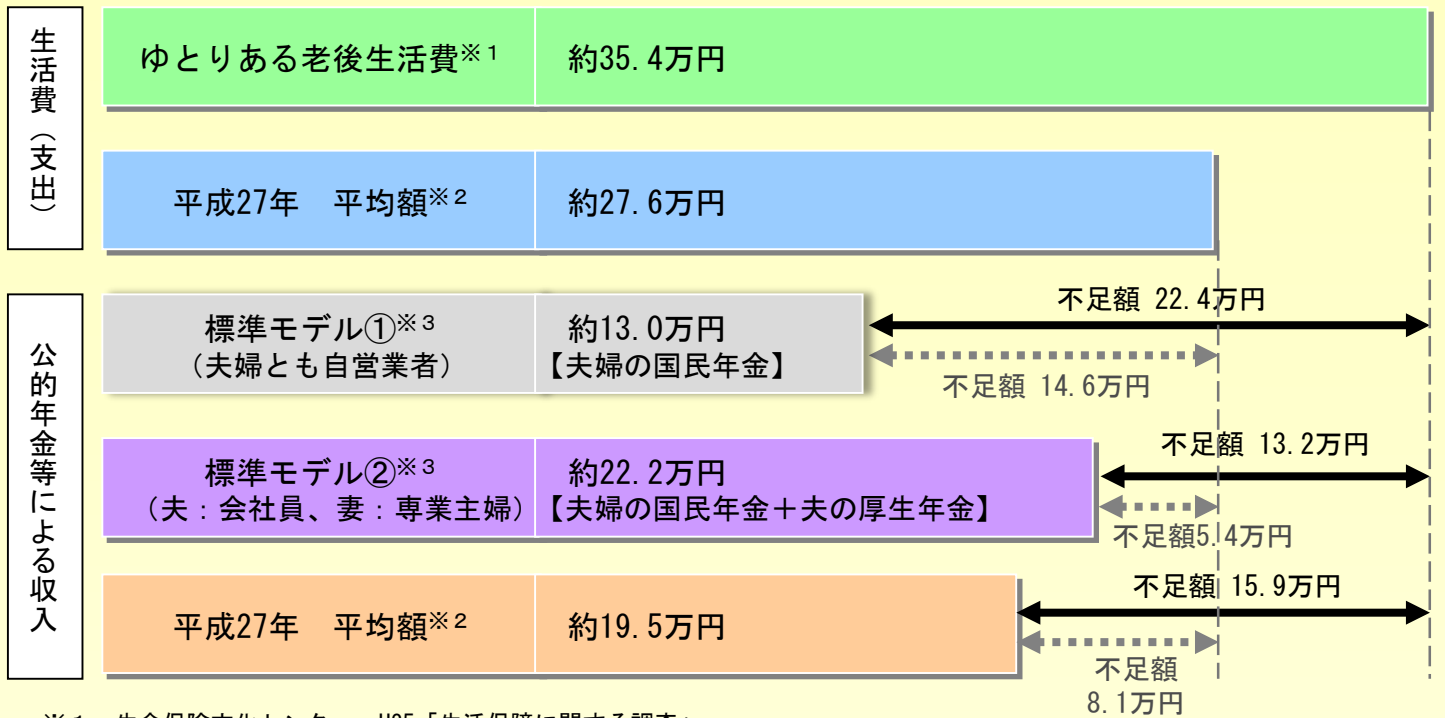 生活費（支出）
ゆとりある老後生活費※1 約35.4万円
平成27年　平均額※2 約27.6万円
公的年金等による収入
標準モデル①※3
（夫婦とも自営業者）
約13.0万円
【夫婦の国民年金】
不足額 22.4万円
不足額 14.6万円
標準モデル②※3
（夫：会社員、妻：専業主婦）
約22.2万円
【夫婦の国民年金＋夫の厚生年金】
不足額 13.2万円
不足額5.4万円
平成27年　平均額※2 約19.5万円
不足額 15.9万円
不足額
8.1万円